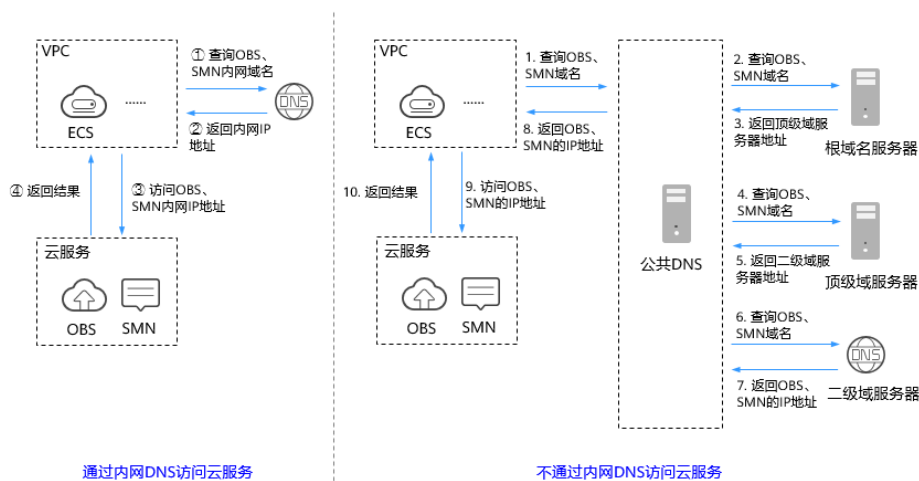 VPC
ECS
......
① 查询OBS、
SMN内网域名
DNS
② 返回内网IP
地址
④ 返回结果
③ 访问OBS、
SMN内网IP地址
云服务
OBS
SMN
通过内网DNS访问云服务
VPC
ECS
......
1. 查询OBS、
SMN域名
8. 返回OBS、
SMN的IP地址
10. 返回结果
9. 访问OBS、
SMN的IP地址
云服务
OBS
SMN
公共DNS
2. 查询OBS、
SMN域名
3. 返回顶级域服
务器地址
根域名服务器
4. 查询OBS、
SMN域名
5. 返回二级域服
务器地址
顶级域服务器
6. 查询OBS、
SMN域名
DNS
7. 返回OBS、
SMN的IP地址
二级域服务器
不通过内网DNS访问云服务